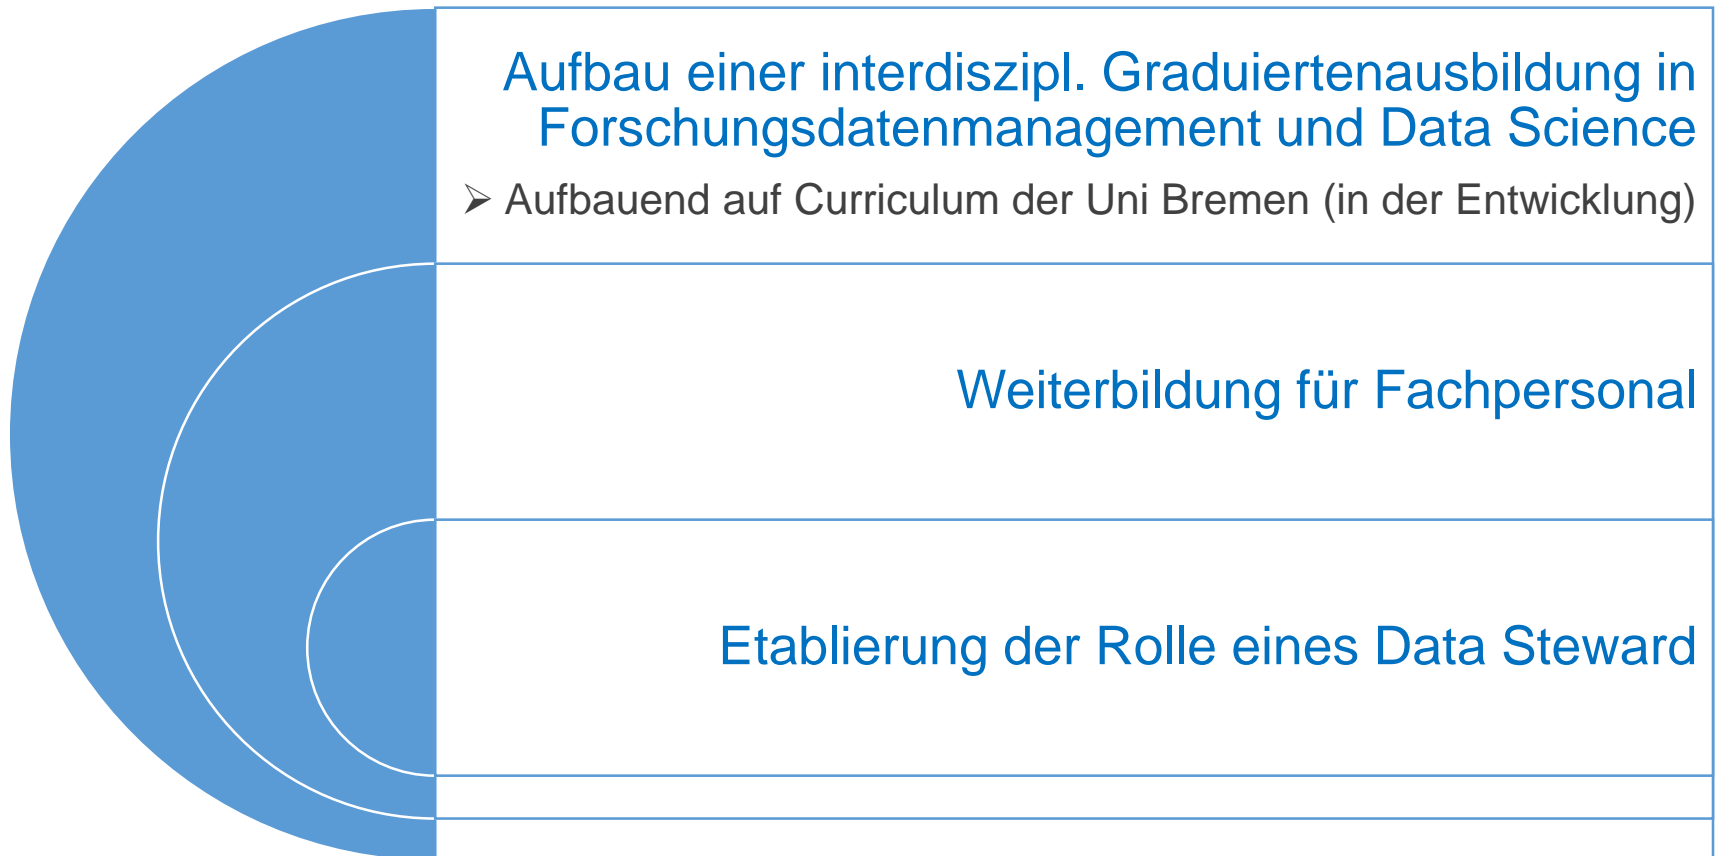 Aufbau einer interdiszipl. Graduiertenausbildung in
Forschungsdatenmanagement und Data Science
➢ Aufbauend auf Curriculum der Uni Bremen (in der Entwicklung)
Weiterbildung für Fachpersonal
Etablierung der Rolle eines Data Steward